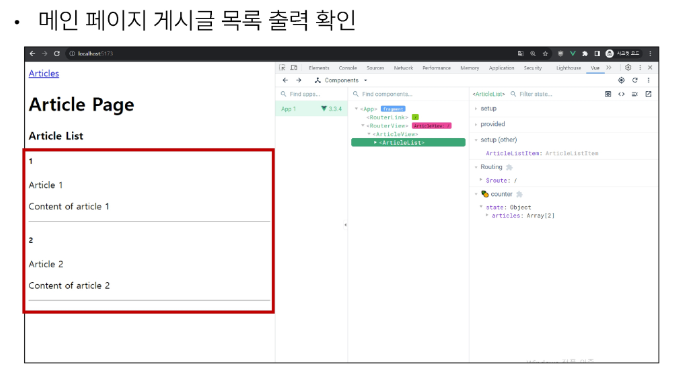 • 메인 페이지 게시글 목록 출력 확인
localhost:5173
Elements Console Sources Network Performance Memory Application Security Lighthouse Vue
Articles
Article Page
Article List
1
Article 1
Content of article 1
2
Article 2
Content of article 2
Components
Find apps...
App 1 3.3.4
Find components...
<App> fragment
<RouterLink>
<RouterView>
<ArticleView>
<ArticleList>
<ArticleList> Filter state...
setup
provided
setup (other)
ArticleListItem: ArticleListItem
Routing
$route: /
counter
state: Object
articles: Array[2]